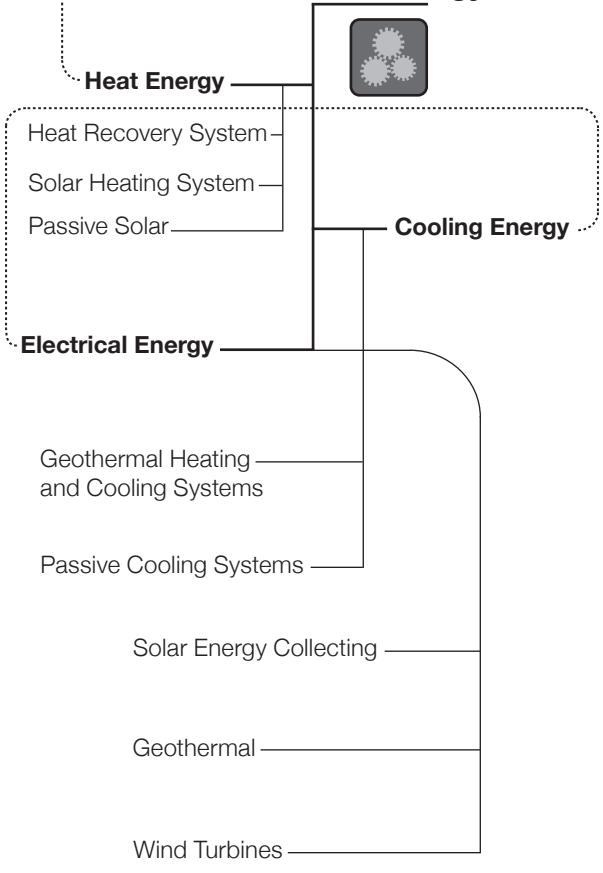 Heat Energy
Heat Recovery System
Solar Heating System
Passive Solar
Cooling Energy
Electrical Energy
Geothermal Heating
and Cooling Systems
Passive Cooling Systems
Solar Energy Collecting
Geothermal
Wind Turbines